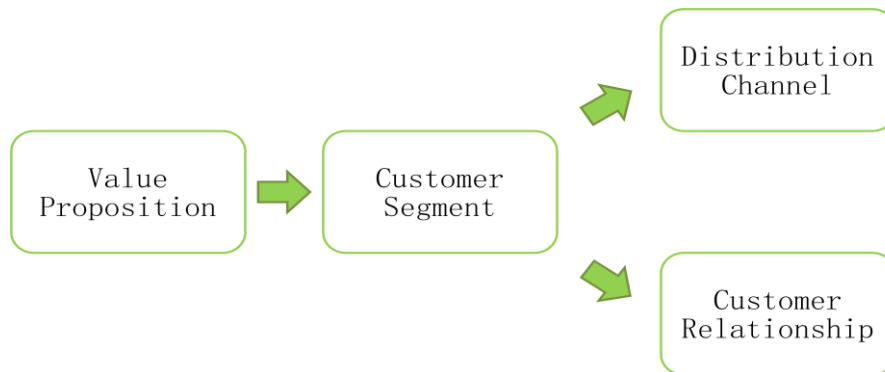 Value
Proposition
Customer
Segment
Distribution
Channel
Customer
Relationship